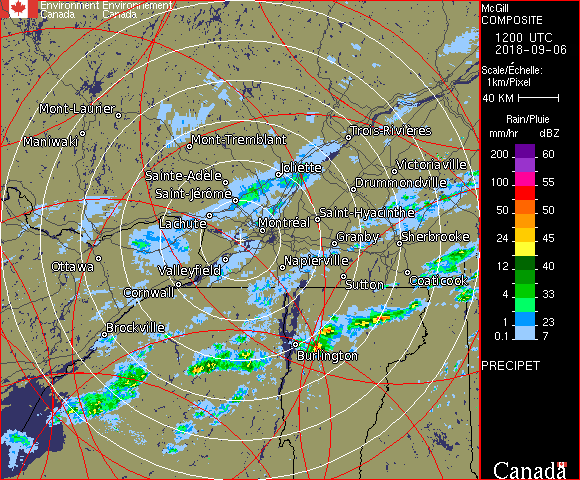 Environment Environnement
Canada Canada
McGill
COMPOSITE
1200 UTC
2018-09-06
Scale/Échelle:
1km/Pixel
40 KM
Rain/Pluie
mm/hr dBZ
200 60
100 55
50 50
24 45
12 40
4 33
1 23
0.1 7
PRECIPET
Canada
Mont-Laurier
Maniwaki
Mont-Tremblant
Trois-Rivières
Victoriaville
Joliette
Sainte-Adèle
Drummondville
Saint-Jérôme
Saint-Hyacinthe
Lachute
Montréal
Granby
Sherbrooke
Ottawa
Valleyfield
Napierville
Cornwall
Sutton
Coaticook
Brockville
Burlington